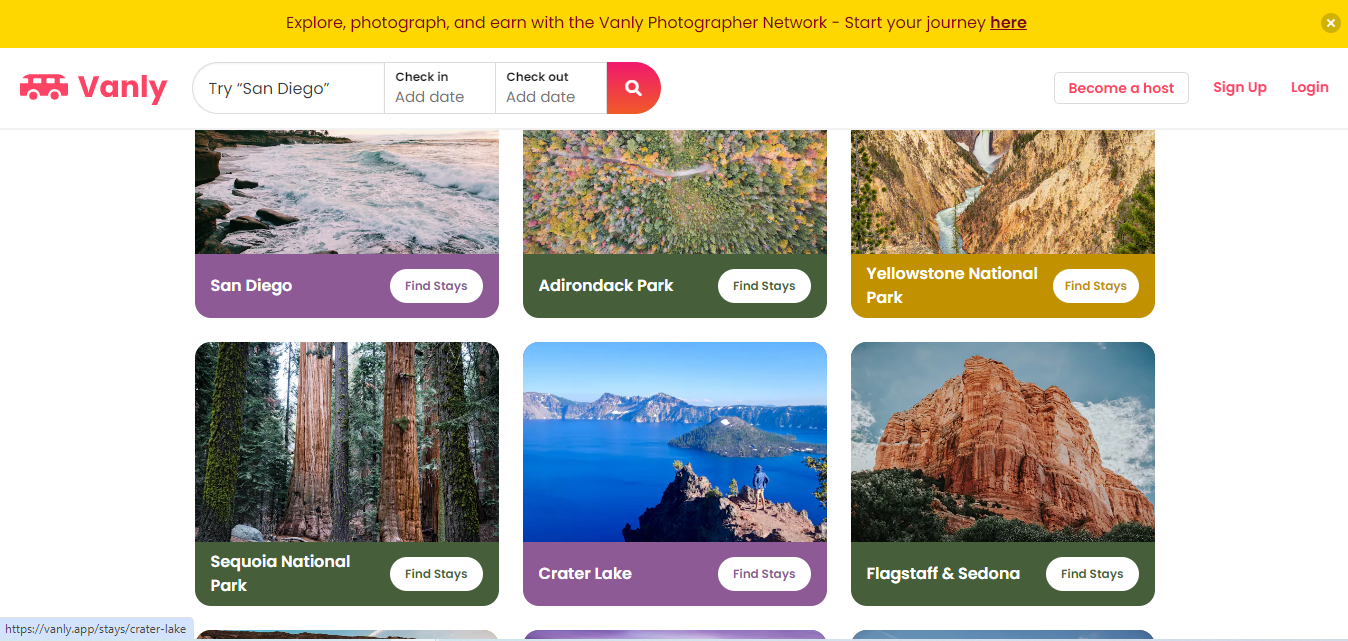 Explore, photograph, and earn with the Vanly Photographer Network - Start your journey here
Vanly
Try “San Diego”
Check in
Add date
Check out
Add date
Become a host
Sign Up
Login
San Diego
Find Stays
Adirondack Park
Find Stays
Yellowstone National
Park
Find Stays
Sequoia National
Park
Find Stays
Crater Lake
Find Stays
Flagstaff & Sedona
Find Stays
https://vanly.app/stays/crater-lake